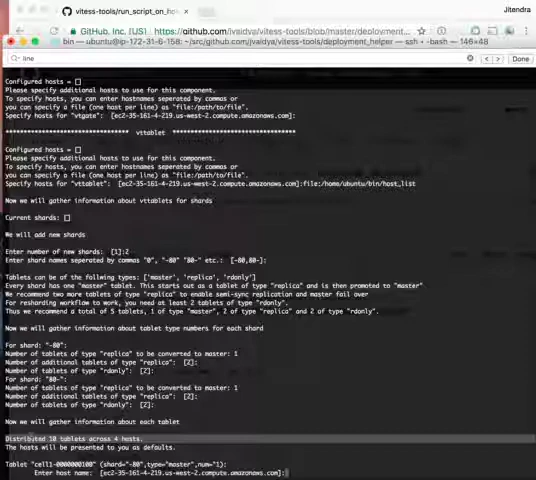 vitess-tools/run_script_on_ho
Jitendra
GitHub, Inc. [US]
https://github.com/jvaidya/vitess-tools/blob/master/deployment_
bin — ubuntu@ip-172-31-6-158: ~/src/github.com/jvaidya/vitess-tools/deployment_helper — ssh ‹ -bash — 146×48
line
Done
Configured hosts = []
Please specify additional hosts to use for this component.
To specify hosts, you can enter hostnames seperated by commas or
you can specify a file (one host per line) as "file:/path/to/file".
Specify hosts for "vtgate":  [ec2-35-161-4-219.us-west-2.compute.amazonaws.com]:
vttablet
Configured hosts = []
Please specify additional hosts to use for this component.
To specify hosts, you can enter hostnames seperated by commas or
you can specify a file (one host per line) as "file:/path/to/file".
Specify hosts for "vttablet":  [ec2-35-161-4-219.us-west-2.compute.amazonaws.com]:file:/home/ubuntu/bin/host_list
Now we will gather information about vttablets for shards
Current shards: []
We will add new shards
Enter number of new shards:  [1]:2
Enter shard names seperated by commas "0", "-80" "80-" etc.:  [-80,80-]:
Tablets can be of the follwing types: ['master', 'replica', 'rdonly']
Every shard has one "master" tablet. This starts out as a tablet of type "replica" and is then promoted to "master"
We recommend two more tablets of type "replica" to enable semi-sync replication and master fail over
For resharding workflow to work, you need at least 2 tablets of type "rdonly".
Thus we recommend a total of 5 tablets, 1 of type "master", 2 of type "replica" and 2 of type "rdonly".
Now we will gather information about tablet type numbers for each shard
For shard: "-80":
Number of tablets of type "replica" to be converted to master: 1
Number of additional tablets of type "replica":  [2]:
Number of tablets of type "rdonly":  [2]:
For shard: "80-":
Number of tablets of type "replica" to be converted to master: 1
Number of additional tablets of type "replica":  [2]:
Number of tablets of type "rdonly":  [2]:
Now we will gather information about each tablet
Distributed 10 tablets across 4 hosts.
The hosts will be presented to you as defaults.
Tablet "cell1-0000000100" (shard="-80",type="master",num="1):
Enter host name:  [ec2-35-161-4-219.us-west-2.compute.amazonaws.com]: